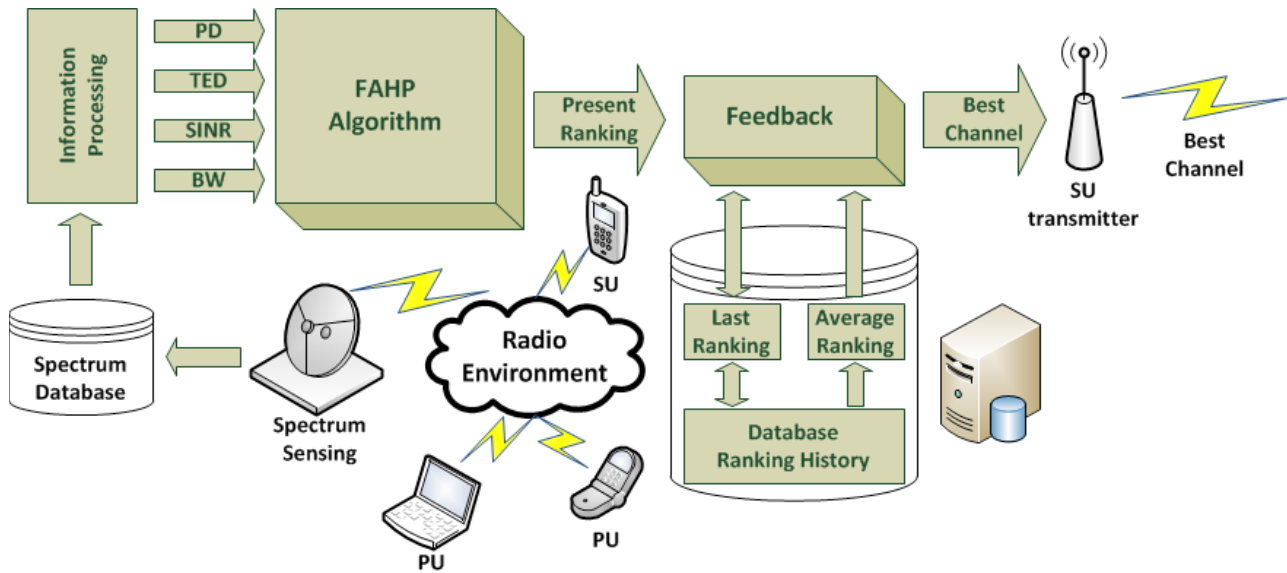 Information
Processing
PD
TED
SINR
BW
FAHP
Algorithm
Present
Ranking
Feedback
Best
Channel
SU
transmitter
Best
Channel
SU
Radio
Environment
Spectrum
Database
Spectrum
Sensing
PU
PU
Last
Ranking
Average
Ranking
Database
Ranking History